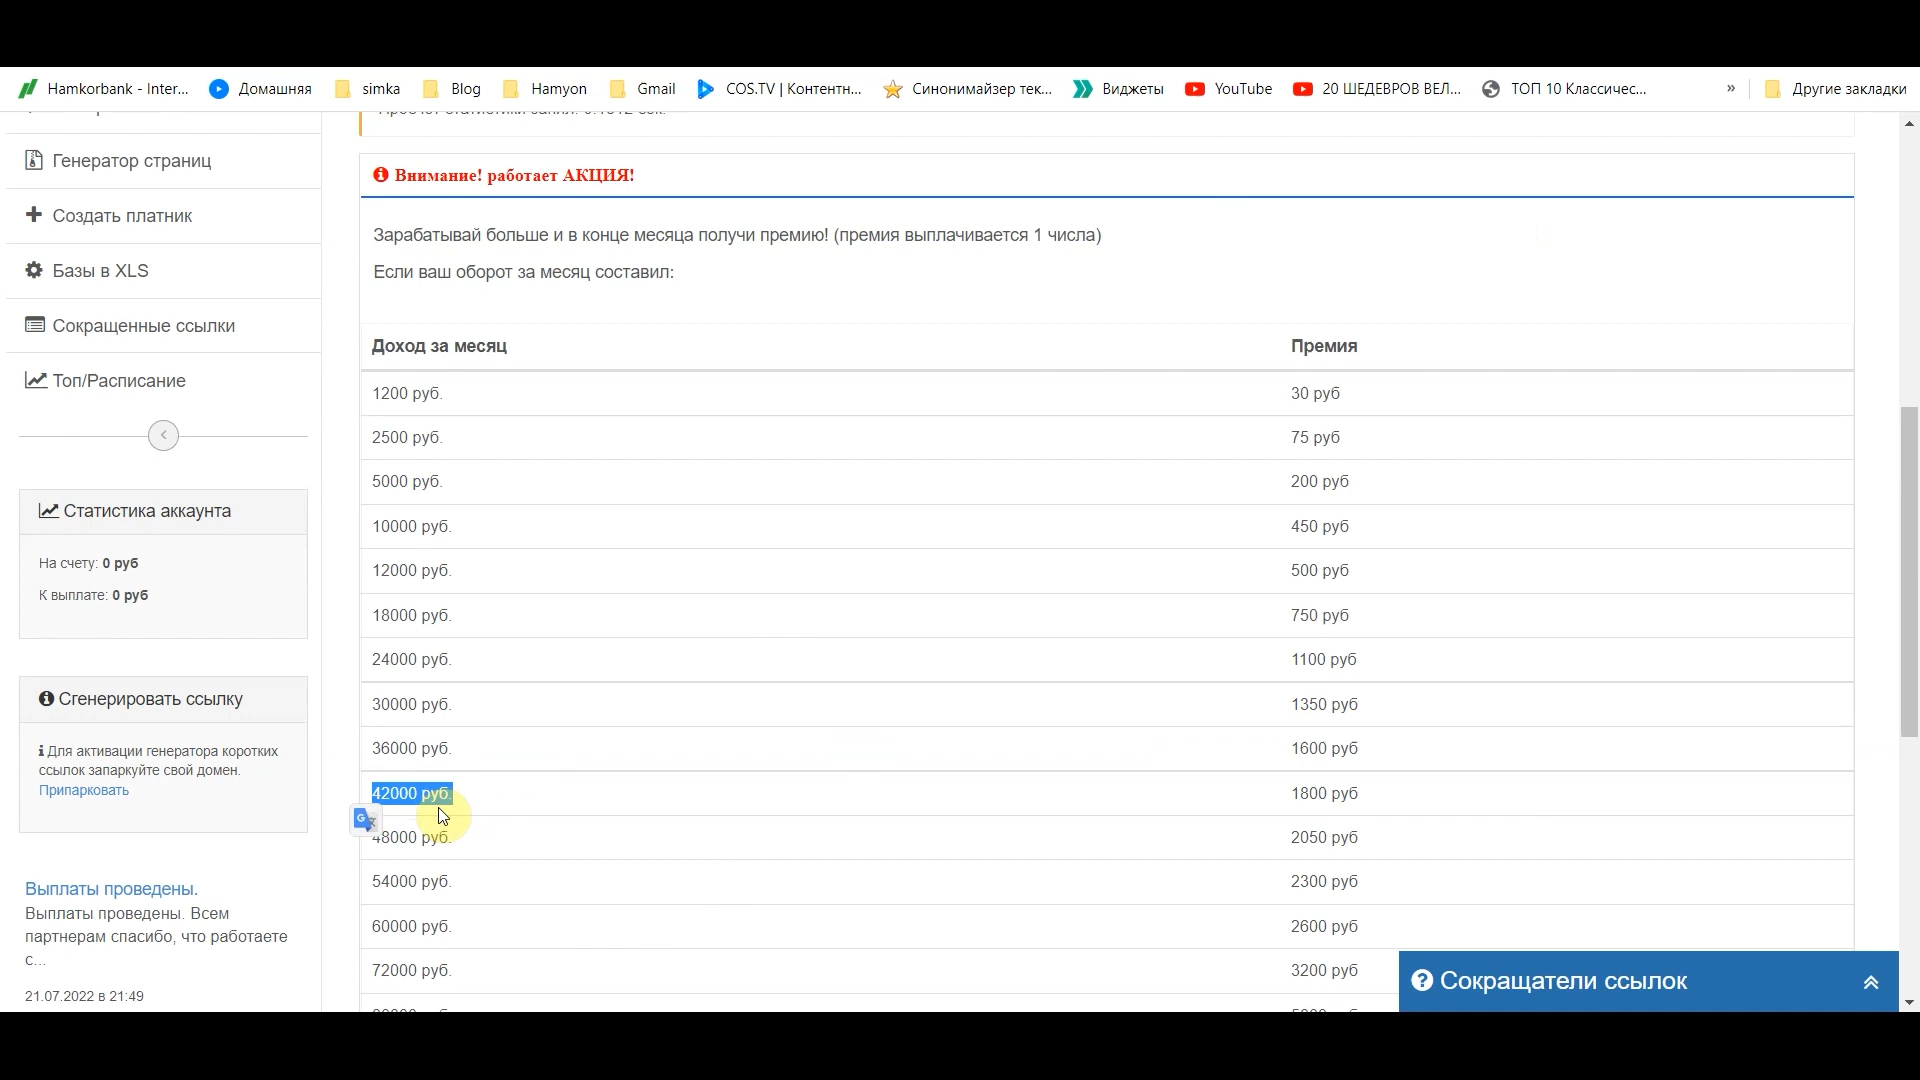 Hamkorbank - Inter... Домашняя simka Blog Hamyon Gmail COS.TV | Контентн... Синонимайзер тек... Виджеты YouTube 20 ШЕДЕВРОВ ВЕЛ... ТОП 10 Классичес... » Другие закладки
Генератор страниц
Создать платник
Базы в XLS
Сокращенные ссылки
Топ/Расписание
Статистика аккаунта
На счету: 0 руб
К выплате: 0 руб
Сгенерировать ссылку
Для активации генератора коротких
ссылок запаркуйте свой домен.
Припарковать
Выплаты проведены.
Выплаты проведены. Всем
партнерам спасибо, что работаете
с...
21.07.2022 в 21:49
Внимание! работает АКЦИЯ!
Зарабатывай больше и в конце месяца получи премию! (премия выплачивается 1 числа)
Если ваш оборот за месяц составил:
Доход за месяц Премия
1200 руб. 30 руб
2500 руб. 75 руб
5000 руб. 200 руб
10000 руб. 450 руб
12000 руб. 500 руб
18000 руб. 750 руб
24000 руб. 1100 руб
30000 руб. 1350 руб
36000 руб. 1600 руб
42000 руб. 1800 руб
48000 руб. 2050 руб
54000 руб. 2300 руб
60000 руб. 2600 руб
72000 руб. 3200 руб
Сокращатели ссылок